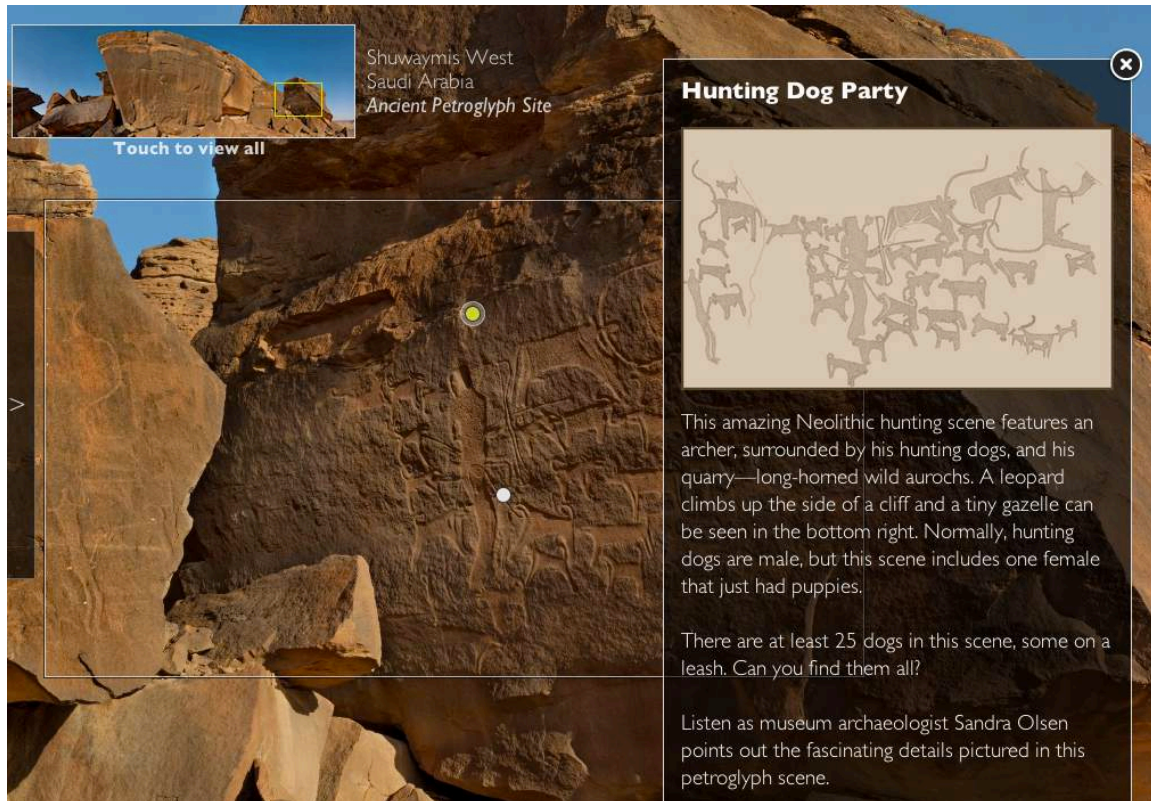 Shuwaymis West
Saudi Arabia
Ancient Petroglyph Site
Touch to view all
>
Hunting Dog Party
This amazing Neolithic hunting scene features an
archer, surrounded by his hunting dogs, and his
quarry—long-horned wild aurochs. A leopard
climbs up the side of a cliff and a tiny gazelle can
be seen in the bottom right. Normally, hunting
dogs are male, but this scene includes one female
that just had puppies.
There are at least 25 dogs in this scene, some on a
leash. Can you find them all?
Listen as museum archaeologist Sandra Olsen
points out the fascinating details pictured in this
petroglyph scene.